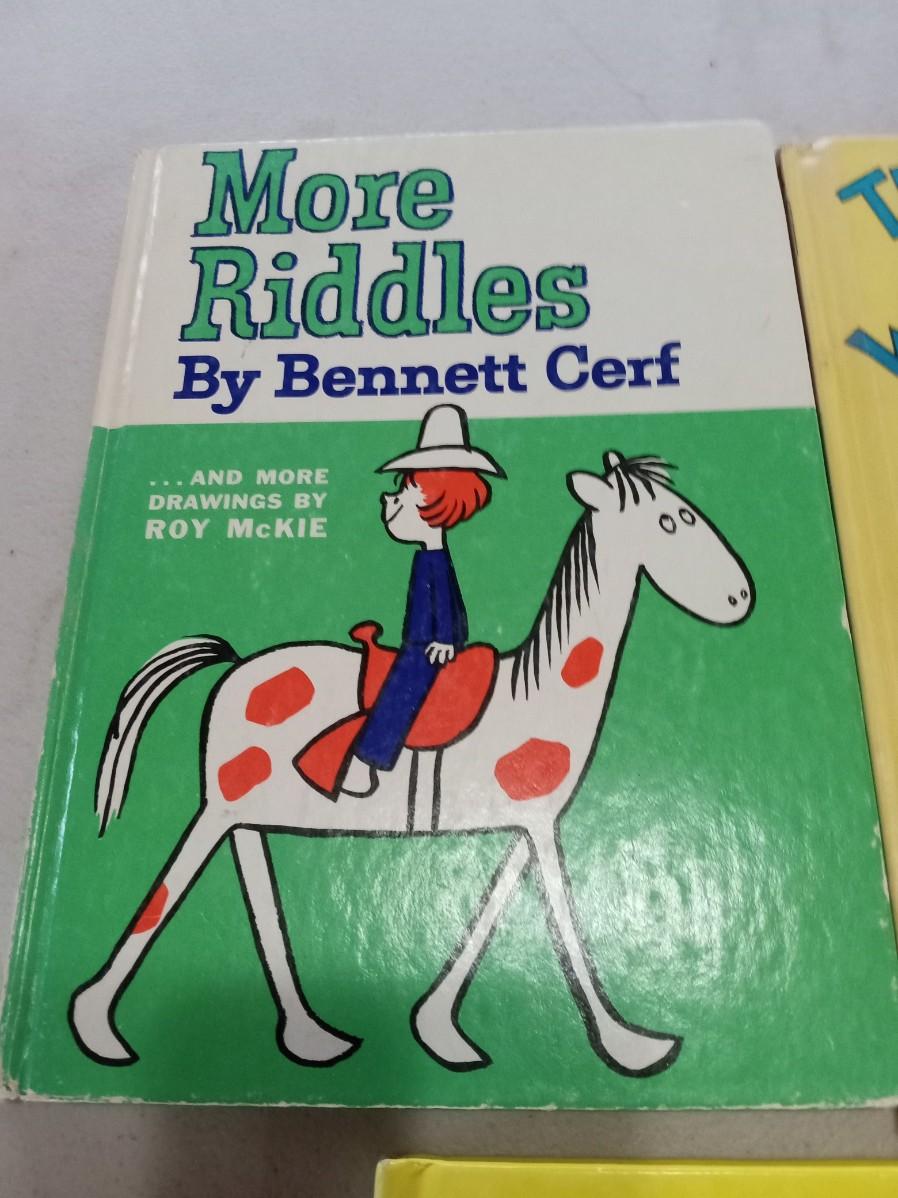 More
Riddles
By Bennett Cerf
...AND MORE
DRAWINGS BY
ROY McKIE